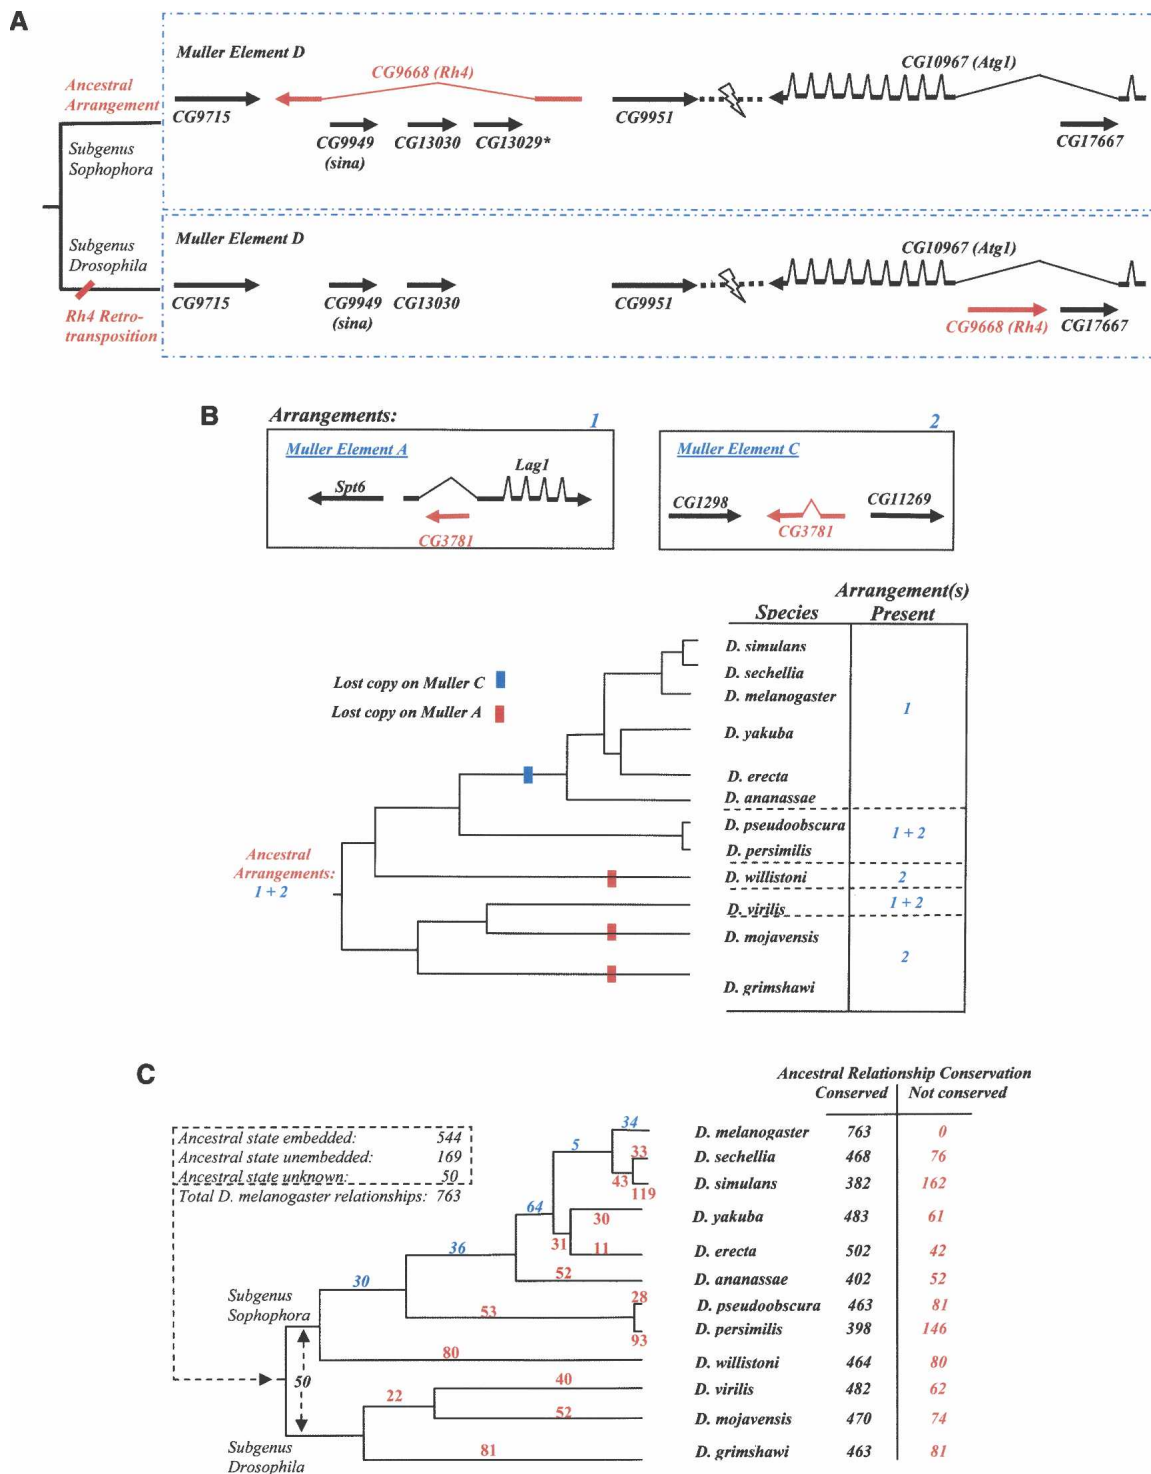 A
Muller Element D
Ancestral
Arrangement
CG9668 (Rh4)
CG10967 (Atg1)
CG9715
CG9949
(sina)
CG13030
CG13029*
CG9951
CG17667
Subgenus
Sophophora
Subgenus
Drosophila
Rh4 Retro-
transposition
Muller Element D
CG10967 (Atg1)
CG9715
CG9949
(sina)
CG13030
CG9951
CG9668 (Rh4)
CG17667
B
Arrangements:
1
2
Muller Element A
Spt6
Lag1
CG3781
Muller Element C
CG1298
CG11269
CG3781
Species
Arrangement(s)
Present
Lost copy on Muller C
Lost copy on Muller A
D. simulans
D. sechellia
D. melanogaster
1
D. yakuba
D. erecta
D. ananassae
D. pseudoobscura
1 + 2
D. persimilis
D. willistoni
2
D. virilis
1 + 2
D. mojavensis
2
D. grimshawi
Ancestral
Arrangements:
1 + 2
C
Ancestral Relationship Conservation
Conserved Not conserved
Ancestral state embedded: 544
Ancestral state unembedded: 169
Ancestral state unknown: 50
Total D. melanogaster relationships: 763
34 D. melanogaster 763 0
5
33 D. sechellia 468 76
43
119 D. simulans 382 162
64
30 D. yakuba 483 61
31
11 D. erecta 502 42
36
52 D. ananassae 402 52
30
28 D. pseudoobscura 463 81
53
93 D. persimilis 398 146
Subgenus
Sophophora
80 D. willistoni 464 80
50
40 D. virilis 482 62
22
52 D. mojavensis 470 74
81 D. grimshawi 463 81
Subgenus
Drosophila